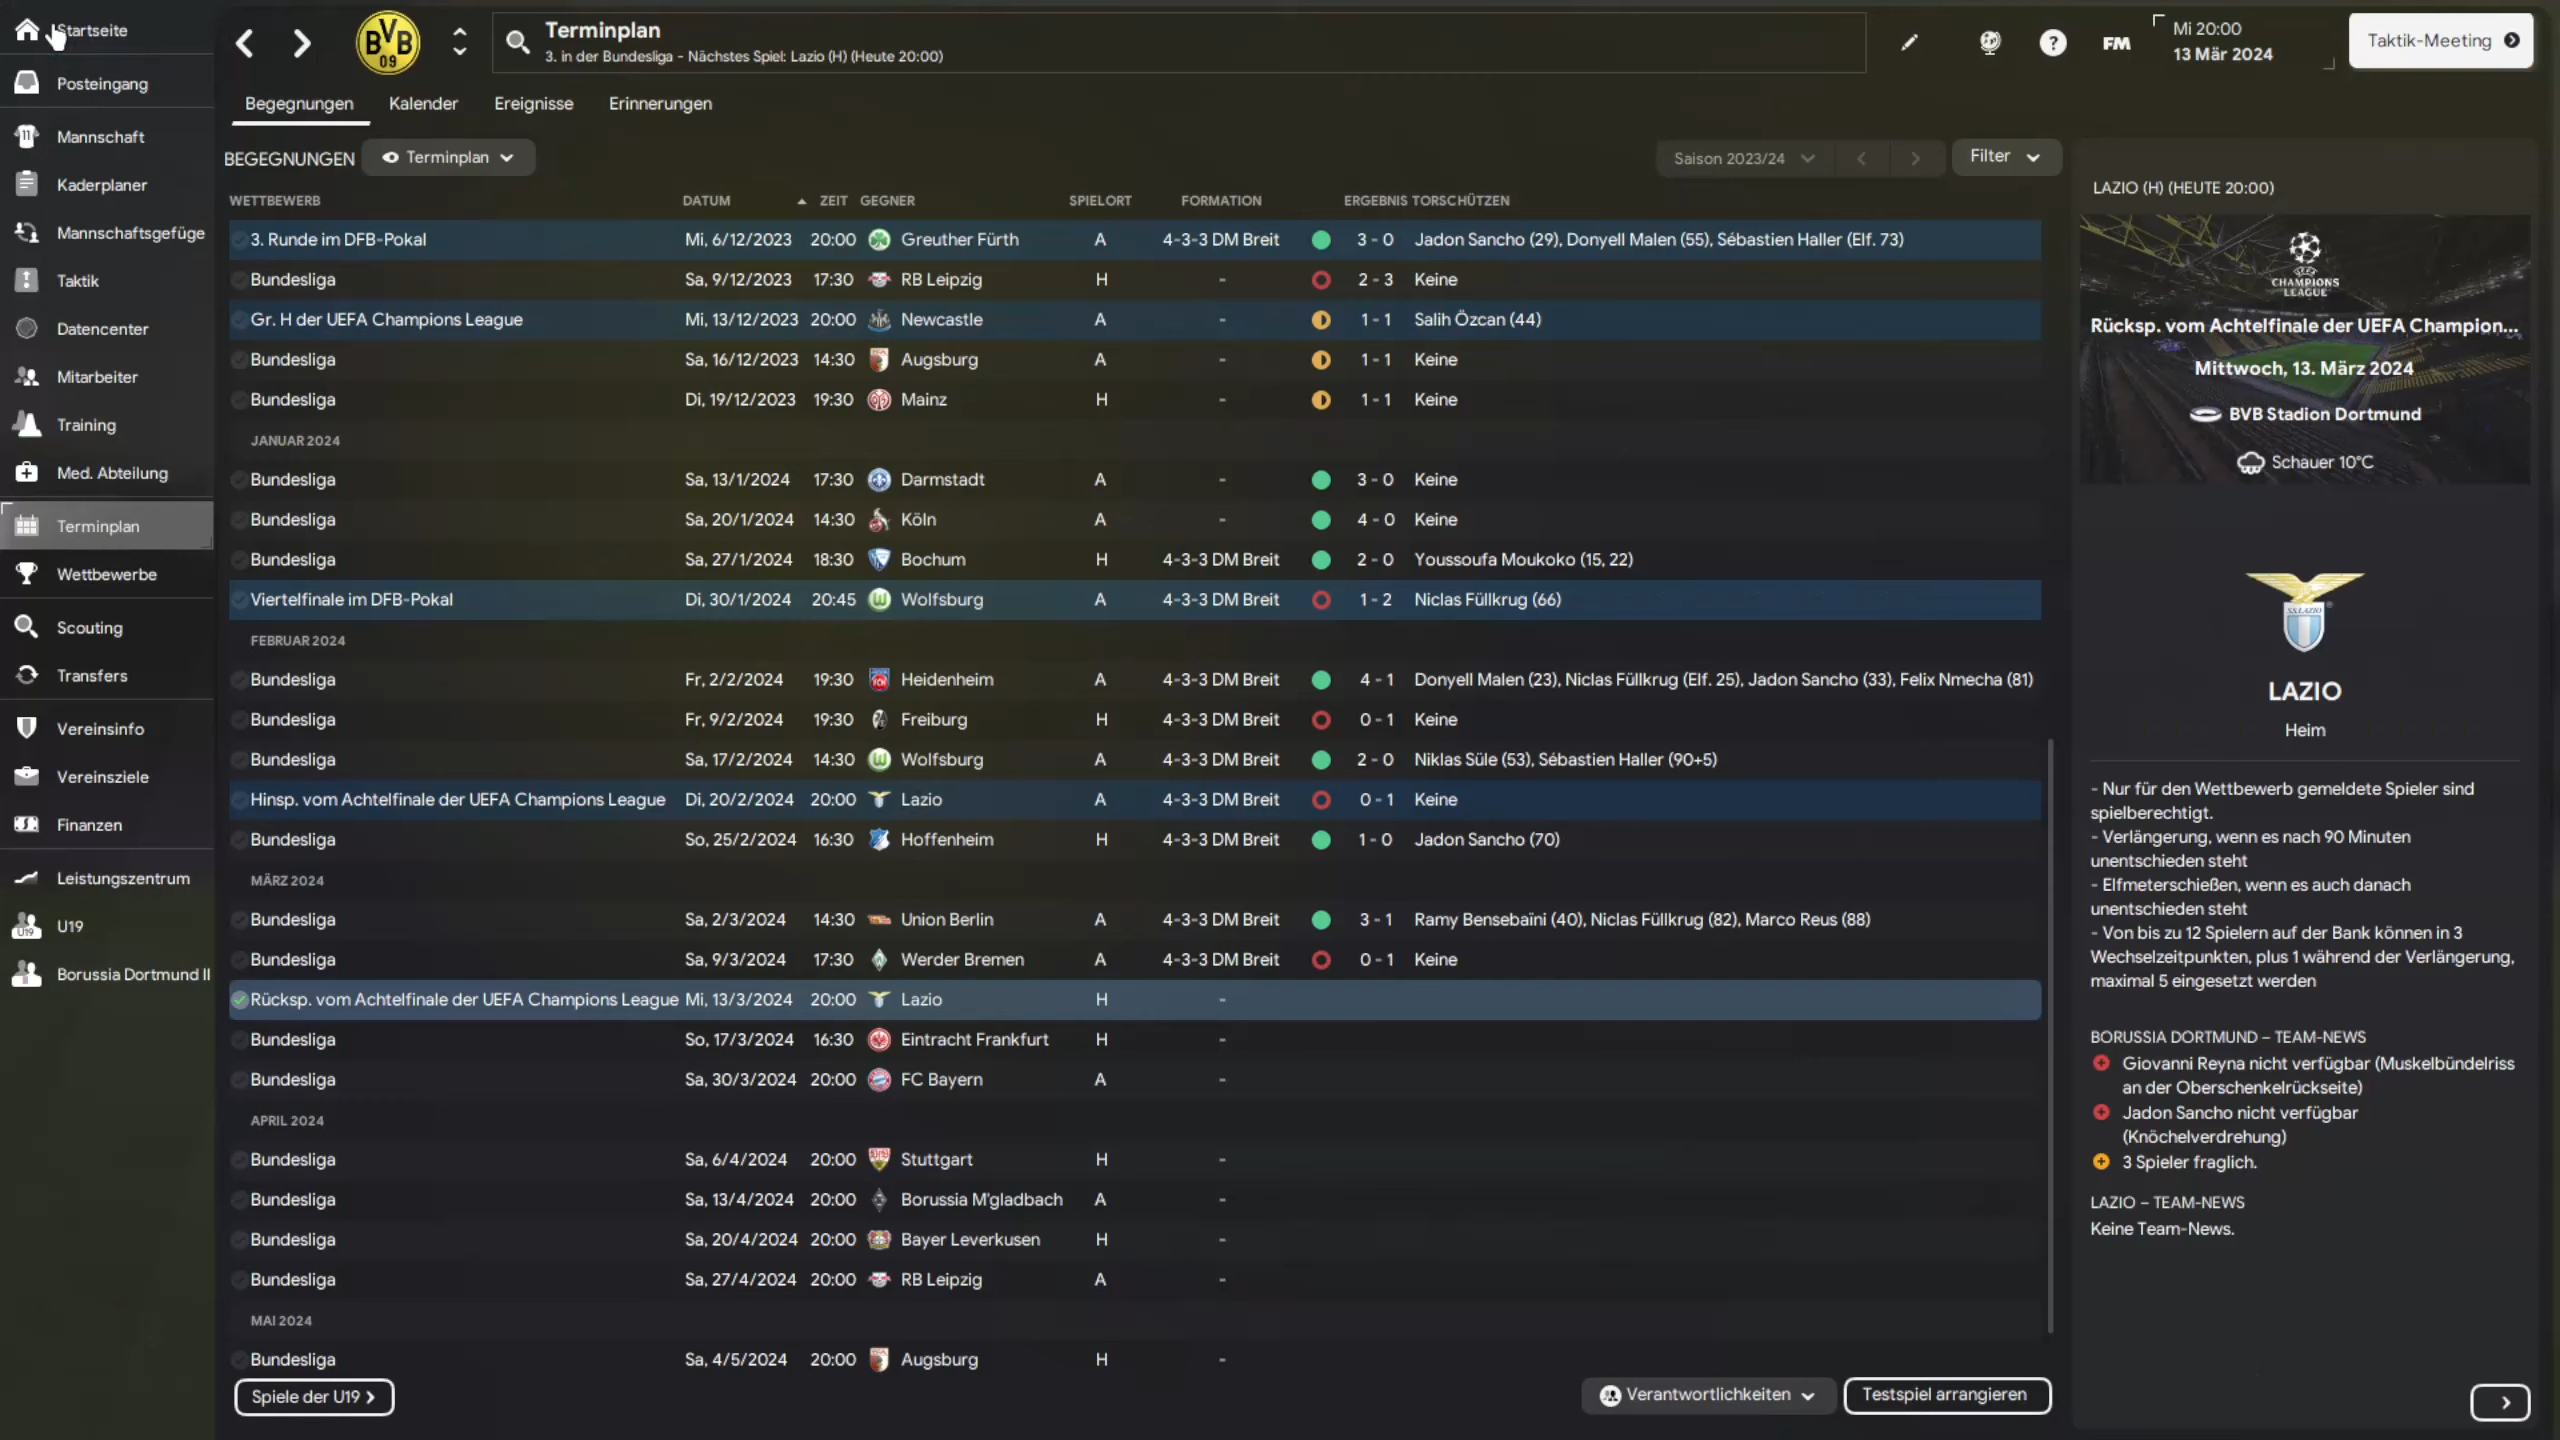 Startseite
Posteingang
Mannschaft
Kaderplaner
Mannschaftsgefüge
Taktik
Datencenter
Mitarbeiter
Training
Med. Abteilung
Terminplan
Wettbewerbe
Scouting
Transfers
Vereinsinfo
Vereinsziele
Finanzen
Leistungszentrum
U19
Borussia Dortmund II
BVB 09
Terminplan
3. in der Bundesliga - Nächstes Spiel: Lazio (H) (Heute 20:00)
FM
Mi 20:00
13 Mär 2024
Taktik-Meeting
Begegnungen Kalender Ereignisse Erinnerungen
BEGEGNUNGEN Terminplan Saison 2023/24 Filter
WETTBEWERB DATUM ZEIT GEGNER SPIELORT FORMATION ERGEBNIS TORSCHÜTZEN
3. Runde im DFB-Pokal Mi, 6/12/2023 20:00 Greuther Fürth A 4-3-3 DM Breit 3 - 0 Jadon Sancho (29), Donyell Malen (55), Sébastien Haller (Elf. 73)
Bundesliga Sa, 9/12/2023 17:30 RB Leipzig H - 2 - 3 Keine
Gr. H der UEFA Champions League Mi, 13/12/2023 20:00 Newcastle A - 1 - 1 Salih Özcan (44)
Bundesliga Sa, 16/12/2023 14:30 Augsburg A - 1 - 1 Keine
Bundesliga Di, 19/12/2023 19:30 Mainz H - 1 - 1 Keine
JANUAR 2024
Bundesliga Sa, 13/1/2024 17:30 Darmstadt A - 3 - 0 Keine
Bundesliga Sa, 20/1/2024 14:30 Köln A - 4 - 0 Keine
Bundesliga Sa, 27/1/2024 18:30 Bochum H 4-3-3 DM Breit 2 - 0 Youssoufa Moukoko (15, 22)
Viertelfinale im DFB-Pokal Di, 30/1/2024 20:45 Wolfsburg A 4-3-3 DM Breit 1 - 2 Niclas Füllkrug (66)
FEBRUAR 2024
Bundesliga Fr, 2/2/2024 19:30 Heidenheim A 4-3-3 DM Breit 4 - 1 Donyell Malen (23), Niclas Füllkrug (Elf. 25), Jadon Sancho (33), Felix Nmecha (81)
Bundesliga Fr, 9/2/2024 19:30 Freiburg H 4-3-3 DM Breit 0 - 1 Keine
Bundesliga Sa, 17/2/2024 14:30 Wolfsburg A 4-3-3 DM Breit 2 - 0 Niklas Süle (53), Sébastien Haller (90+5)
Hinsp. vom Achtelfinale der UEFA Champions League Di, 20/2/2024 20:00 Lazio A 4-3-3 DM Breit 0 - 1 Keine
Bundesliga So, 25/2/2024 16:30 Hoffenheim H 4-3-3 DM Breit 1 - 0 Jadon Sancho (70)
MÄRZ 2024
Bundesliga Sa, 2/3/2024 14:30 Union Berlin A 4-3-3 DM Breit 3 - 1 Ramy Bensebaïni (40), Niclas Füllkrug (82), Marco Reus (88)
Bundesliga Sa, 9/3/2024 17:30 Werder Bremen A 4-3-3 DM Breit 0 - 1 Keine
Rücksp. vom Achtelfinale der UEFA Champions League Mi, 13/3/2024 20:00 Lazio H -
Bundesliga So, 17/3/2024 16:30 Eintracht Frankfurt H -
Bundesliga Sa, 30/3/2024 20:00 FC Bayern A -
APRIL 2024
Bundesliga Sa, 6/4/2024 20:00 Stuttgart H -
Bundesliga Sa, 13/4/2024 20:00 Borussia M'gladbach A -
Bundesliga Sa, 20/4/2024 20:00 Bayer Leverkusen H -
Bundesliga Sa, 27/4/2024 20:00 RB Leipzig A -
MAI 2024
Bundesliga Sa, 4/5/2024 20:00 Augsburg H -
Spiele der U19 Verantwortlichkeiten Testspiel arrangieren
LAZIO (H) (HEUTE 20:00)
UEFA
CHAMPIONS
LEAGUE
Rücksp. vom Achtelfinale der UEFA Champion...
Mittwoch, 13. März 2024
BVB Stadion Dortmund
Schauer 10°C
S.S. LAZIO
LAZIO
Heim
- Nur für den Wettbewerb gemeldete Spieler sind
spielberechtigt.
- Verlängerung, wenn es nach 90 Minuten
unentschieden steht
- Elfmeterschießen, wenn es auch danach
unentschieden steht
- Von bis zu 12 Spielern auf der Bank können in 3
Wechselzeitpunkten, plus 1 während der Verlängerung,
maximal 5 eingesetzt werden
BORUSSIA DORTMUND – TEAM-NEWS
Giovanni Reyna nicht verfügbar (Muskelbündelriss
an der Oberschenkelrückseite)
Jadon Sancho nicht verfügbar
(Knöchelverdrehung)
3 Spieler fraglich.
LAZIO – TEAM-NEWS
Keine Team-News.